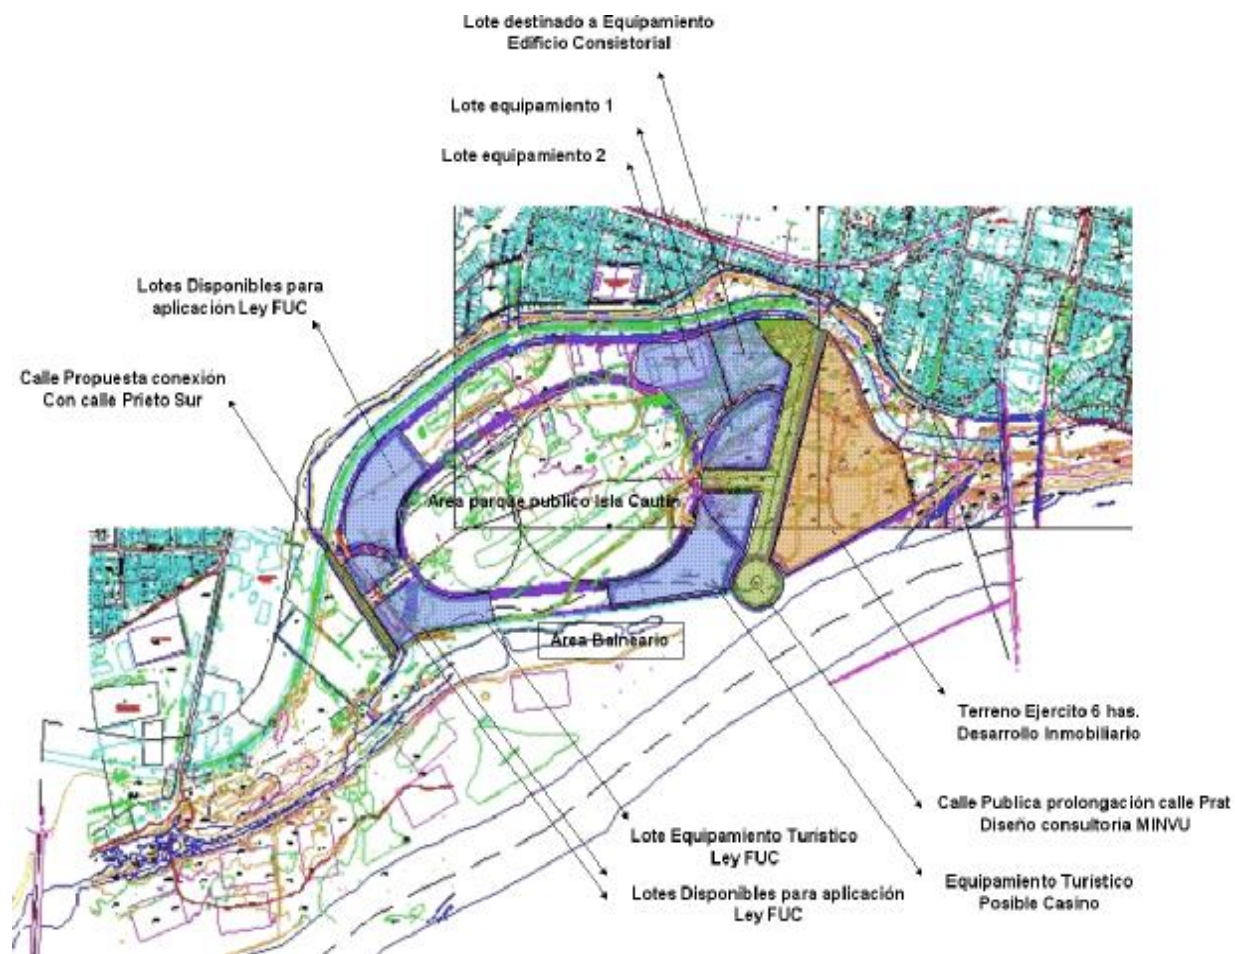 Lote destinado a Equipamiento
Edificio Consistorial
Lote equipamiento 1
Lote equipamiento 2
Lotes Disponibles para
aplicación Ley FUC
Calle Propuesta conexión
Con calle Prieto Sur
Area parque publico Isla Cautin
Area Balneario
Terreno Ejercito 6 has.
Desarrollo Inmobiliario
Calle Publica prolongación calle Prat
Diseño consultoria MINVU
Lote Equipamiento Turístico
Ley FUC
Equipamiento Turistico
Posible Casino
Lotes Disponibles para aplicación
Ley FUC